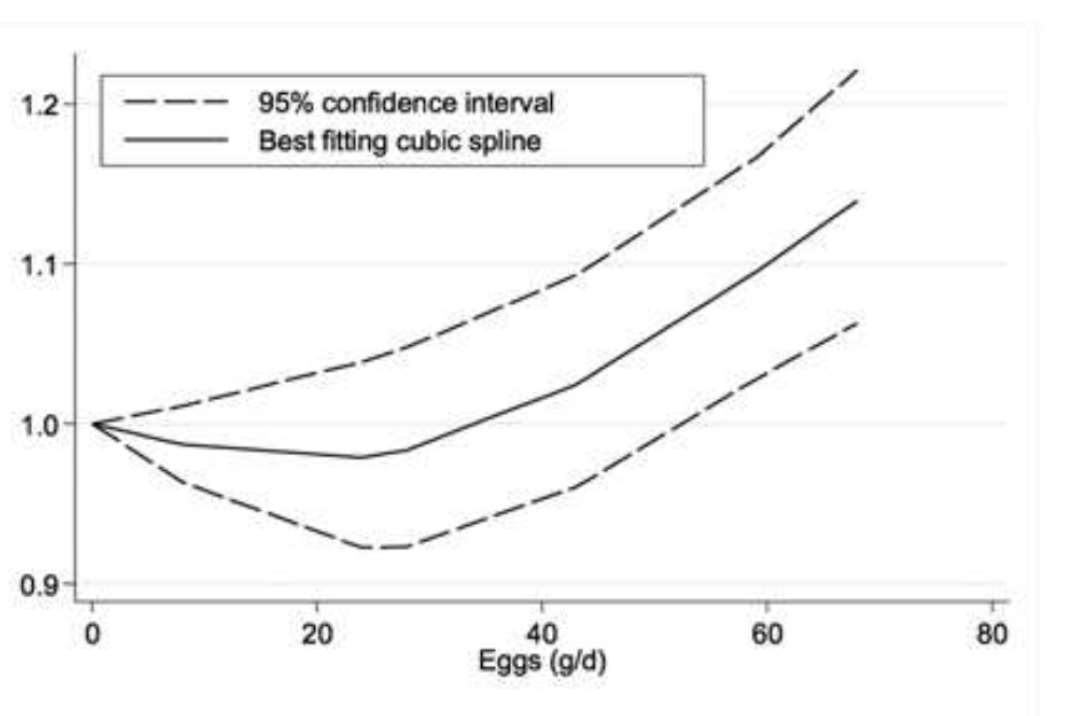 95% confidence interval
Best fitting cubic spline
1.2
1.1
1.0
0.9
0 20 40 60 80
Eggs (g/d)